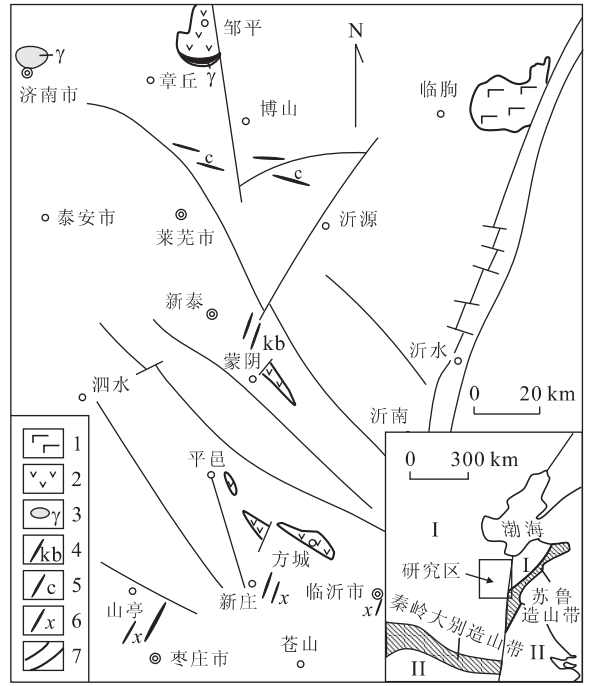 邹平
N
γ
章丘
γ
济南市
临朐
博山
c
c
泰安市
莱芜市
沂源
新泰
kb
蒙阴
沂水
泗水
0 20 km
沂南
平邑
方城
新庄
x
临沂市
x
山亭
x
枣庄市
苍山
1
2
γ 3
kb 4
c 5
x 6
7
0 300 km
I
渤海
研究区
I
苏鲁
造山带
秦岭大别造山带
II
II